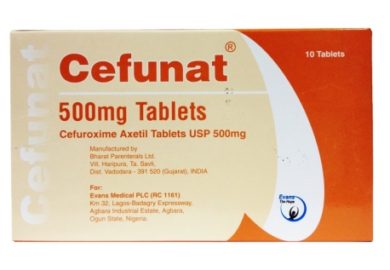 Cefunat
Cefunat®
10 Tablets
500mg Tablets
Cefuroxime Axetil Tablets USP 500mg
Manufactured by
Bharat Parenterals Ltd.
Vill. Haripura, Ta. Savli,
Dist. Vadodara - 391 520 (Gujarat), INDIA
For:
Evans Medical PLC (RC 1161)
Km 32, Lagos-Badagry Expressway,
Agbara Industrial Estate, Agbara,
Ogun State, Nigeria.
Evans
The Hope